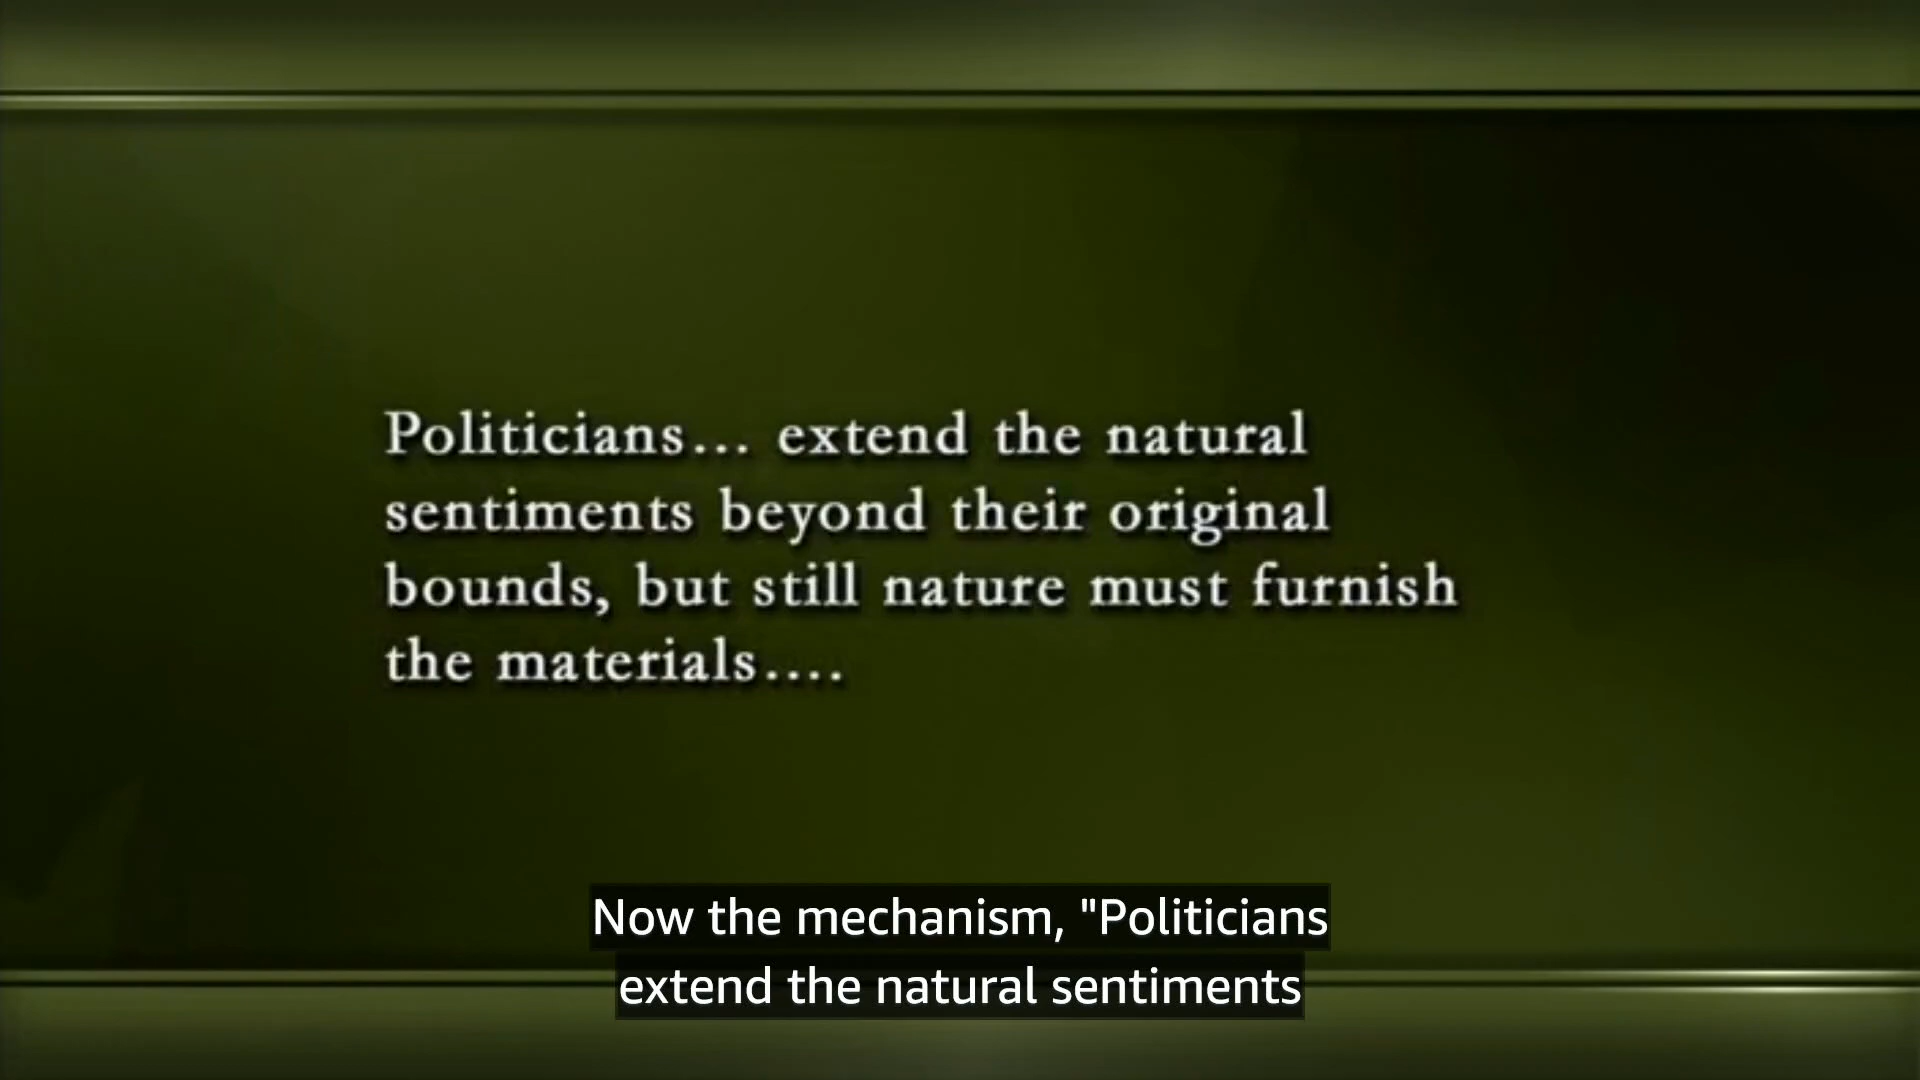 Politicians... extend the natural
sentiments beyond their original
bounds, but still nature must furnish
the materials....
Now the mechanism, "Politicians
extend the natural sentiments